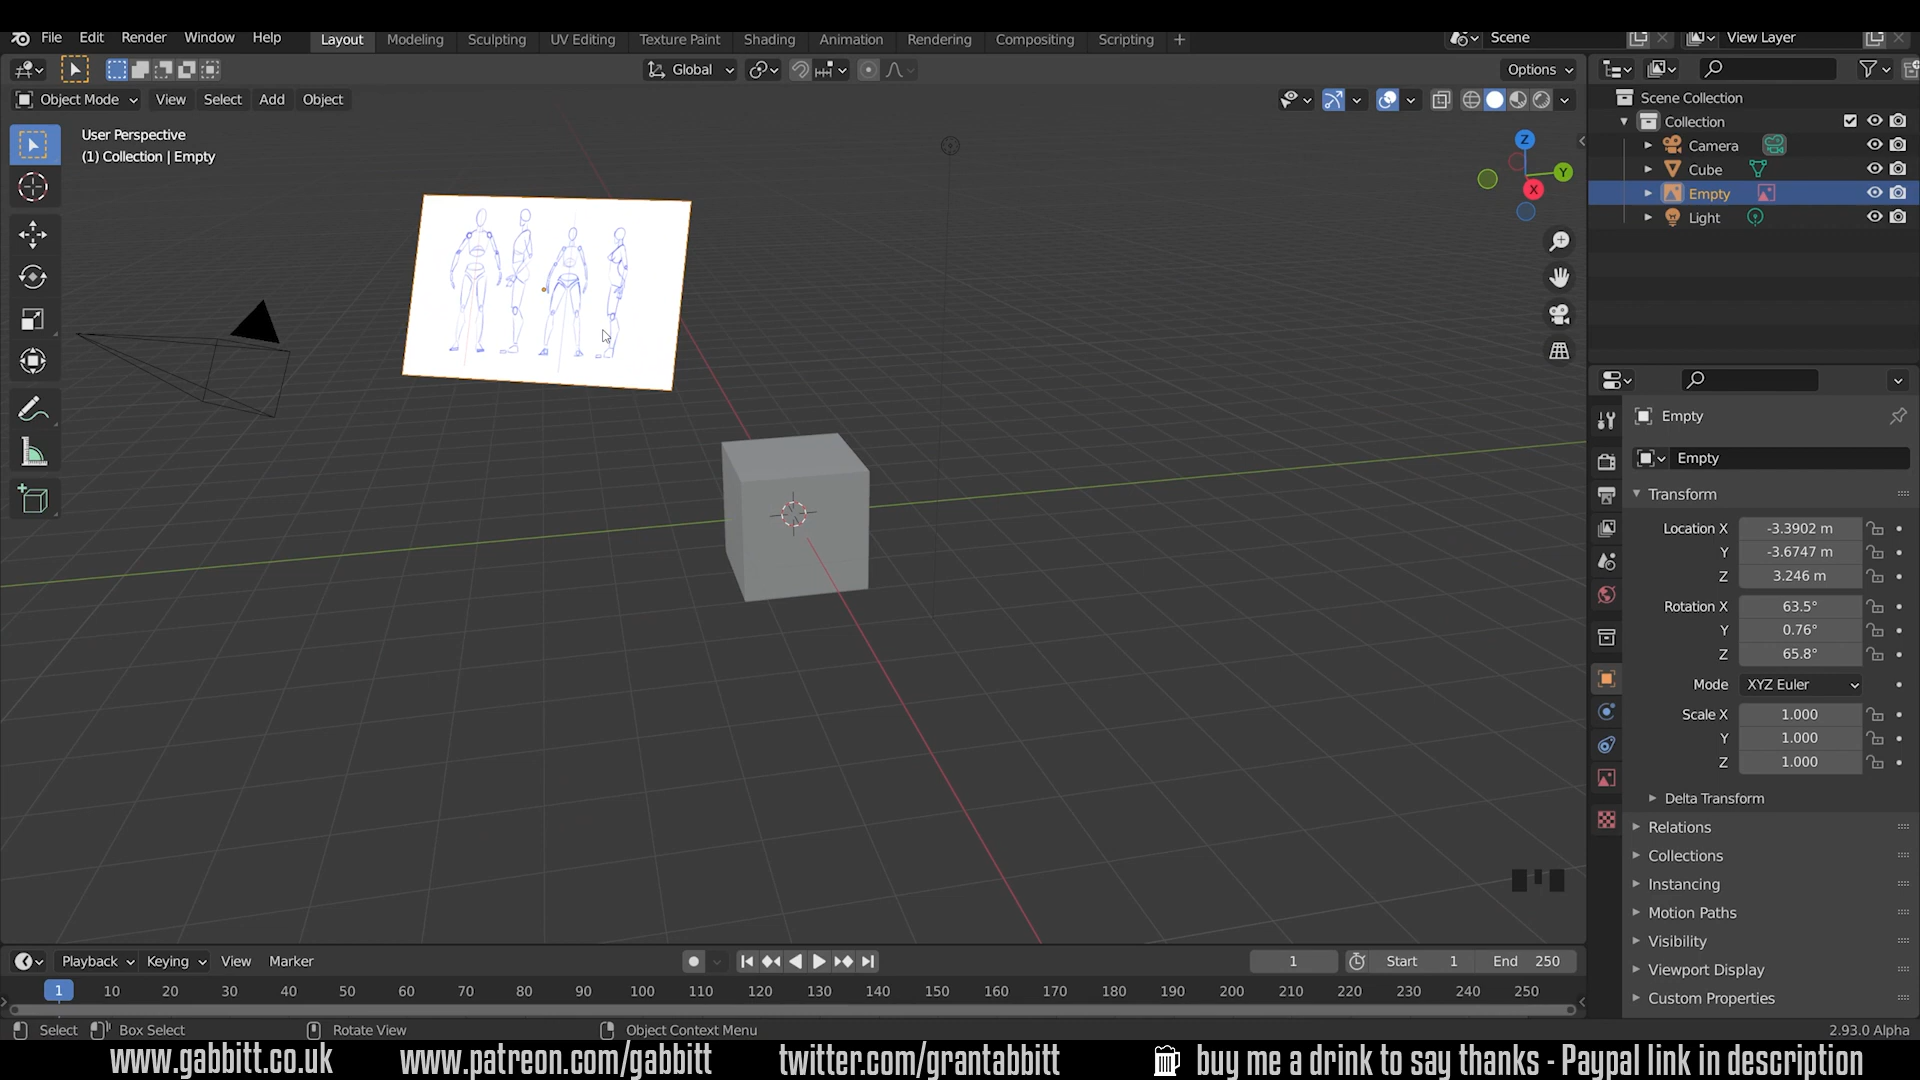 File Edit Render Window Help Layout Modeling Sculpting UV Editing Texture Paint Shading Animation Rendering Compositing Scripting + Scene View Layer
Global Options
Object Mode View Select Add Object
User Perspective
(1) Collection | Empty
Z
Y
X
Scene Collection
Collection
Camera
Cube
Empty
Light
Empty
Empty
Transform
Location X -3.3902 m
Y -3.6747 m
Z 3.246 m
Rotation X 63.5°
Y 0.76°
Z 65.8°
Mode XYZ Euler
Scale X 1.000
Y 1.000
Z 1.000
Delta Transform
Relations
Collections
Instancing
Motion Paths
Visibility
Viewport Display
Custom Properties
Playback Keying View Marker 1 Start 1 End 250
1 10 20 30 40 50 60 70 80 90 100 110 120 130 140 150 160 170 180 190 200 210 220 230 240 250
Select Box Select Rotate View Object Context Menu 2.93.0 Alpha
www.gabbitt.co.uk www.patreon.com/gabbitt twitter.com/grantabbitt buy me a drink to say thanks - Paypal link in description